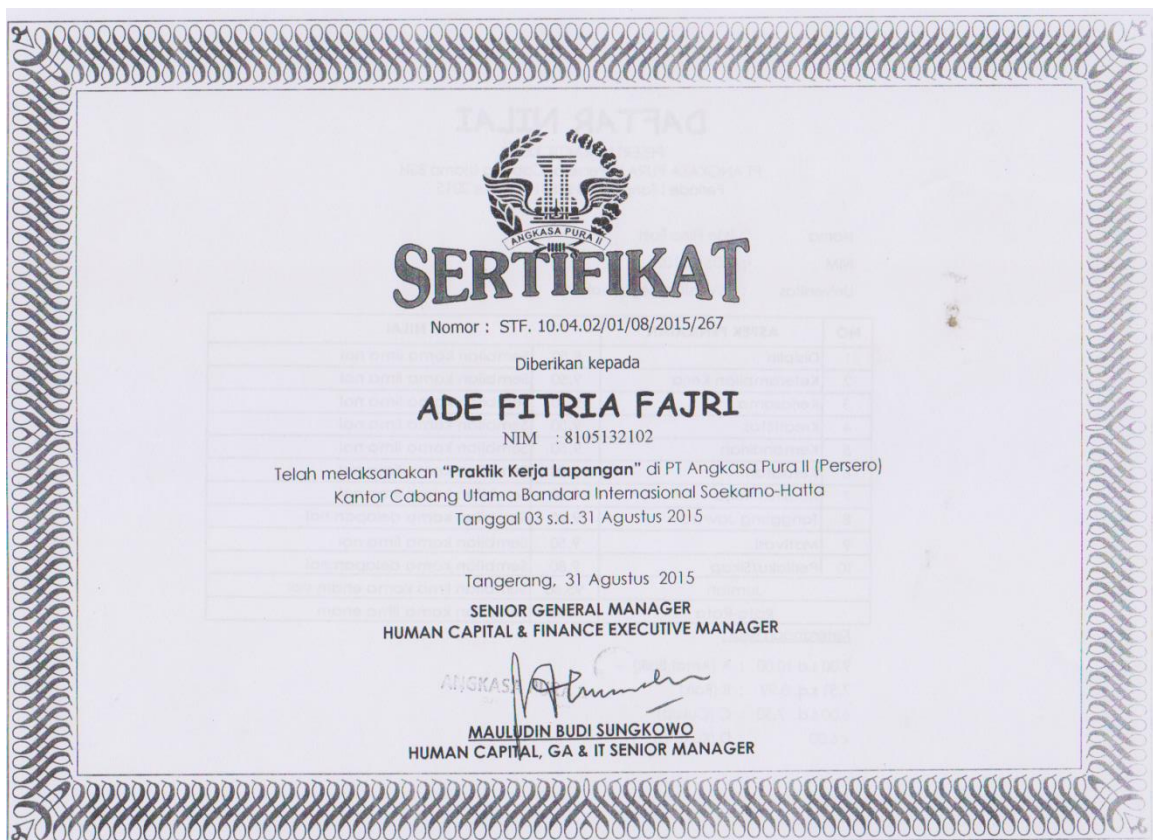 ANGKASA PURA II
SERTIFIKAT
Nomor : STF. 10.04.02/01/08/2015/267
Diberikan kepada
ADE FITRIA FAJRI
NIM : 8105132102
Telah melaksanakan “Praktik Kerja Lapangan” di PT Angkasa Pura II (Persero)
Kantor Cabang Utama Bandara Internasional Soekarno-Hatta
Tanggal 03 s.d. 31 Agustus 2015
Tangerang, 31 Agustus 2015
SENIOR GENERAL MANAGER
HUMAN CAPITAL & FINANCE EXECUTIVE MANAGER
ANGKASA
MAULUDIN BUDI SUNGKOWO
HUMAN CAPITAL, GA & IT SENIOR MANAGER